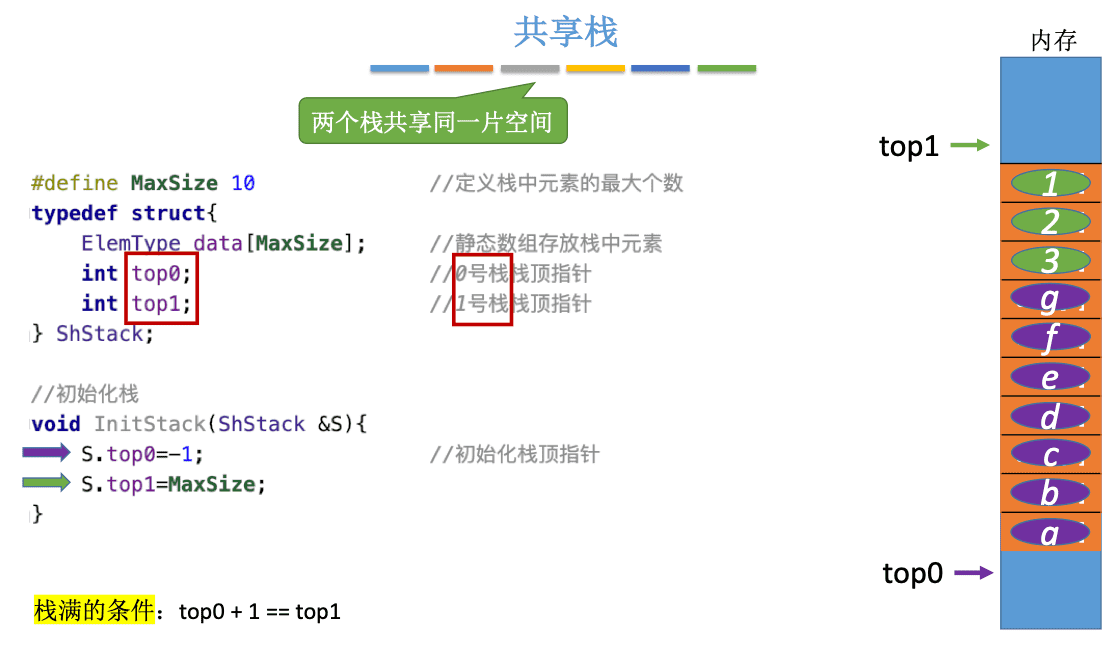 共享栈
两个栈共享同一片空间
内存
top1
#define MaxSize 10 //定义栈中元素的最大个数
typedef struct{
ElemType data[MaxSize]; //静态数组存放栈中元素
int top0; //0号栈栈顶指针
int top1; //1号栈栈顶指针
} ShStack;
//初始化栈
void InitStack(ShStack &S){
S.top0=-1; //初始化栈顶指针
S.top1=MaxSize;
}
1
2
3
g
f
e
d
c
b
a
top0
栈满的条件：top0 + 1 == top1